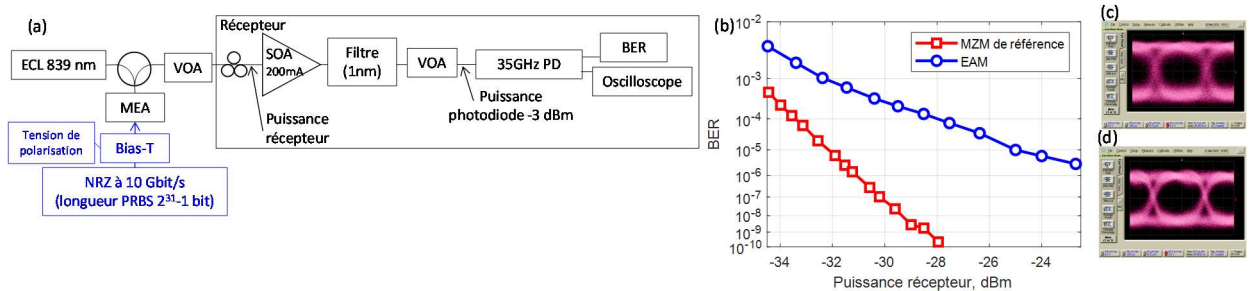 (a)
Récepteur
ECL 839 nm
VOA
SOA
200mA
Filtre
(1nm)
VOA
35GHz PD
BER
Oscilloscope
MEA
Puissance
récepteur
Puissance
photodiode -3 dBm
Tension de
polarisation
Bias-T
NRZ à 10 Gbit/s
(longueur PRBS 2³¹-1 bit)
(b)
MZM de référence
EAM
BER
10⁻²
10⁻³
10⁻⁴
10⁻⁵
10⁻⁶
10⁻⁷
10⁻⁸
10⁻⁹
10⁻¹⁰
-34
-32
-30
-28
-26
-24
Puissance récepteur, dBm
(c)
(d)